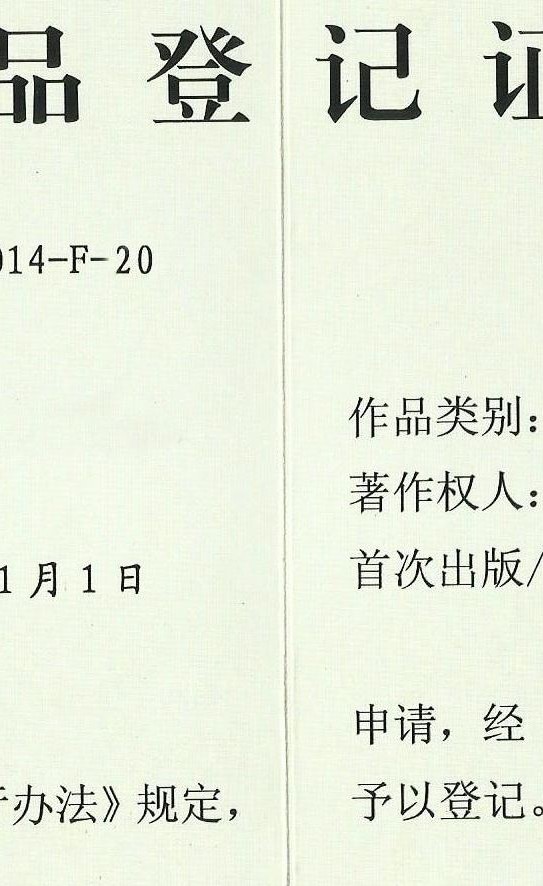 品登记证
014-F-20
作品类别：
著作权人：
首次出版/
1月1日
申请，经
办法》规定，
予以登记。